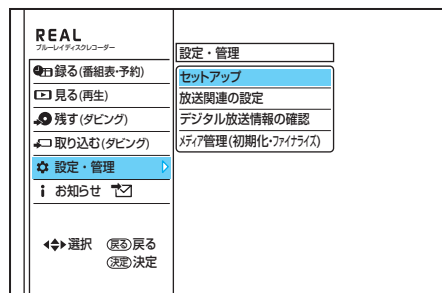 REAL
ブルーレイディスクレコーダー
録る(番組表･予約)
見る(再生)
残す(ダビング)
取り込む(ダビング)
設定・管理
お知らせ
選択 戻る 戻る
決定 決定
設定・管理
セットアップ
放送関連の設定
デジタル放送情報の確認
ﾒﾃﾞｨｱ管理(初期化･ﾌｧｲﾅﾗｲｽﾞ)